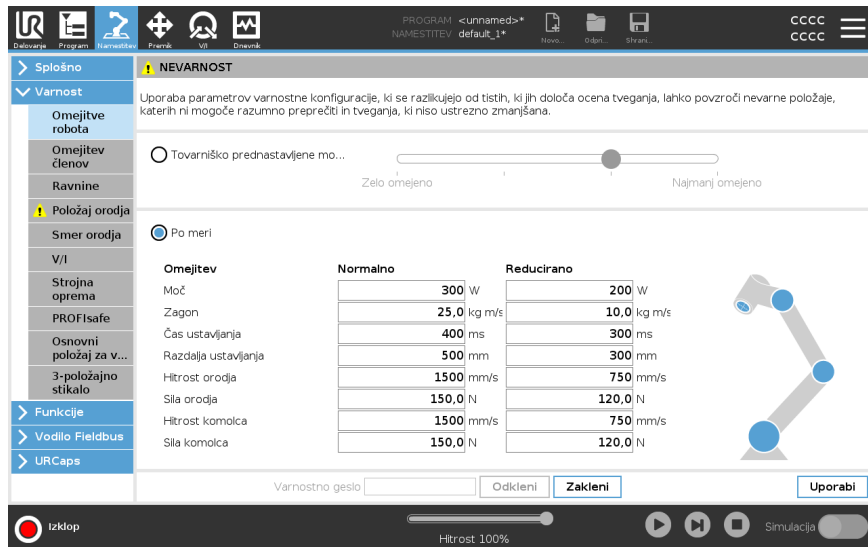 UR
PROGRAM <unnamed>*
NAMESTITEV default_1*
CCCC
CCCC
Delovanje Program Namestitev Premik V/I Dnevnik Novo... Odpri... Shrani...
Splošno
Varnost
Omejitve
robota
Omejitev
členov
Ravnine
Položaj orodja
Smer orodja
V/I
Strojna
oprema
PROFIsafe
Osnovni
položaj za v...
3-položajno
stikalo
Funkcije
Vodilo Fieldbus
URCaps
NEVARNOST
Uporaba parametrov varnostne konfiguracije, ki se razlikujejo od tistih, ki jih določa ocena tveganja, lahko povzroči nevarne položaje,
katerih ni mogoče razumno preprečiti in tveganja, ki niso ustrezno zmanjšana.
Tovarniško prednastavljene mo...
Zelo omejeno Najmanj omejeno
Po meri
Omejitev Normalno Reducirano
Moč 300 W 200 W
Zagon 25,0 kg m/s 10,0 kg m/s
Čas ustavljanja 400 ms 300 ms
Razdalja ustavljanja 500 mm 300 mm
Hitrost orodja 1500 mm/s 750 mm/s
Sila orodja 150,0 N 120,0 N
Hitrost komolca 1500 mm/s 750 mm/s
Sila komolca 150,0 N 120,0 N
Varnostno geslo Odkleni Zakleni Uporabi
Izklop Hitrost 100% Simulacija